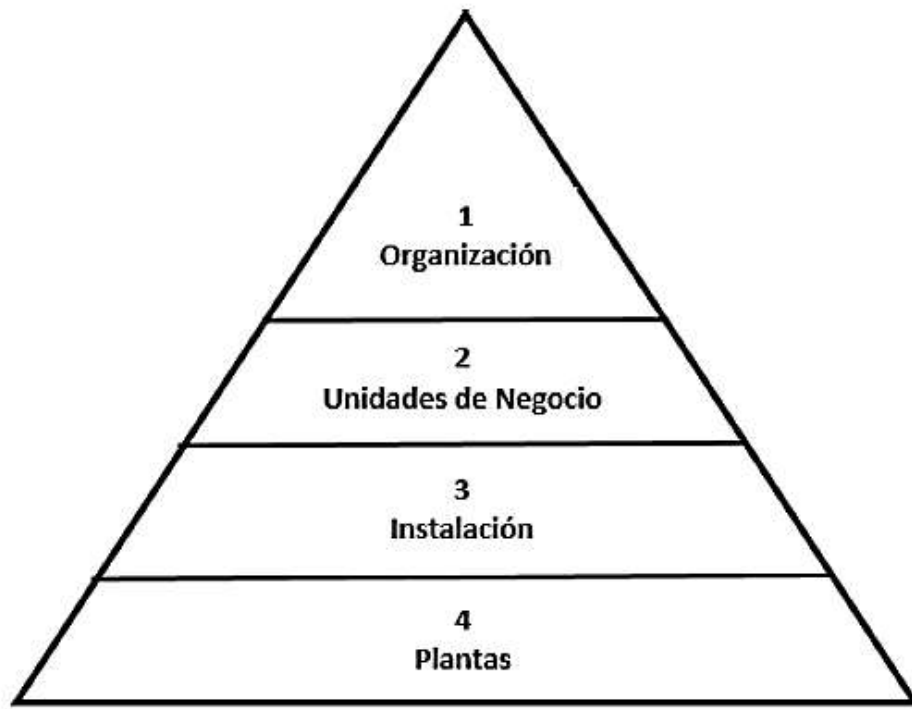 1
Organización
2
Unidades de Negocio
3
Instalación
4
Plantas